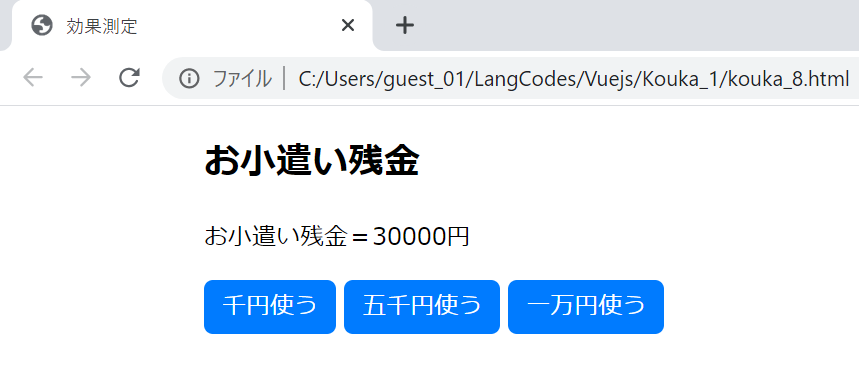 効果測定
ファイル | C:/Users/guest_01/LangCodes/Vuejs/Kouka_1/kouka_8.html
お小遣い残金
お小遣い残金＝30000円
千円使う 五千円使う 一万円使う